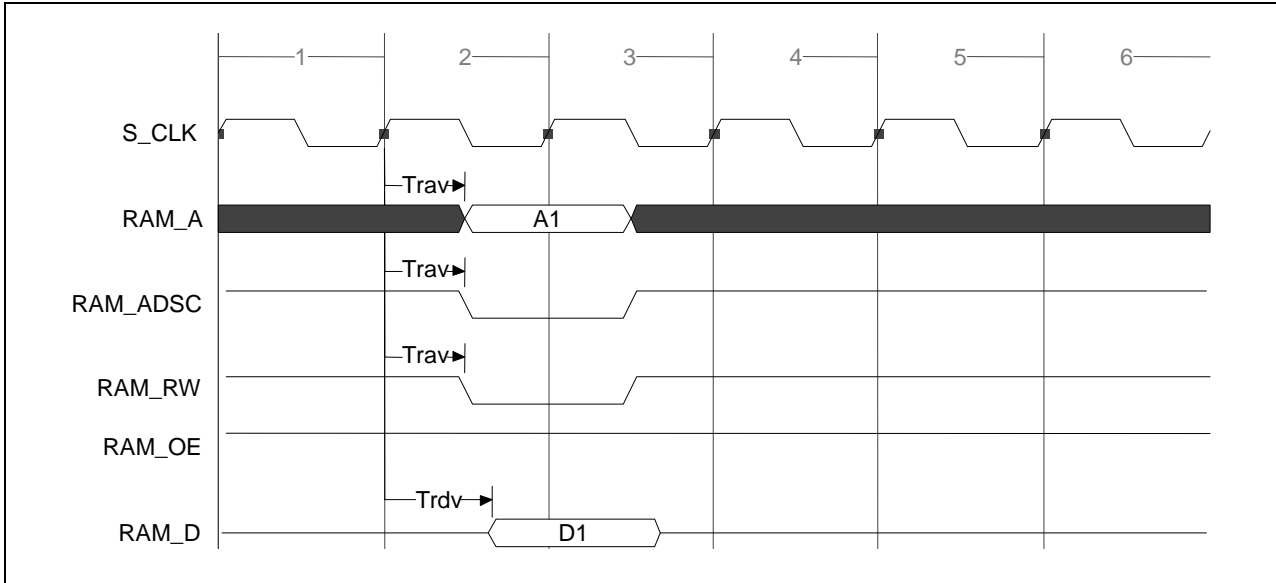 1 2 3 4 5 6
S_CLK
Trav
RAM_A A1
Trav
RAM_ADSC
Trav
RAM_RW
RAM_OE
Trdv
RAM_D D1